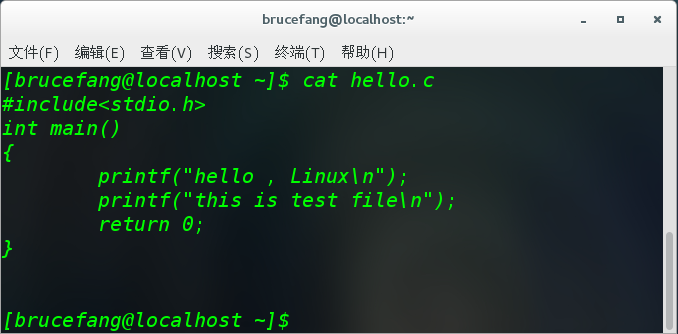 brucefang@localhost:~
文件(F) 编辑(E) 查看(V) 搜索(S) 终端(T) 帮助(H)
[brucefang@localhost ~]$ cat hello.c
#include<stdio.h>
int main()
{
        printf("hello , Linux\n");
        printf("this is test file\n");
        return 0;
}
[brucefang@localhost ~]$